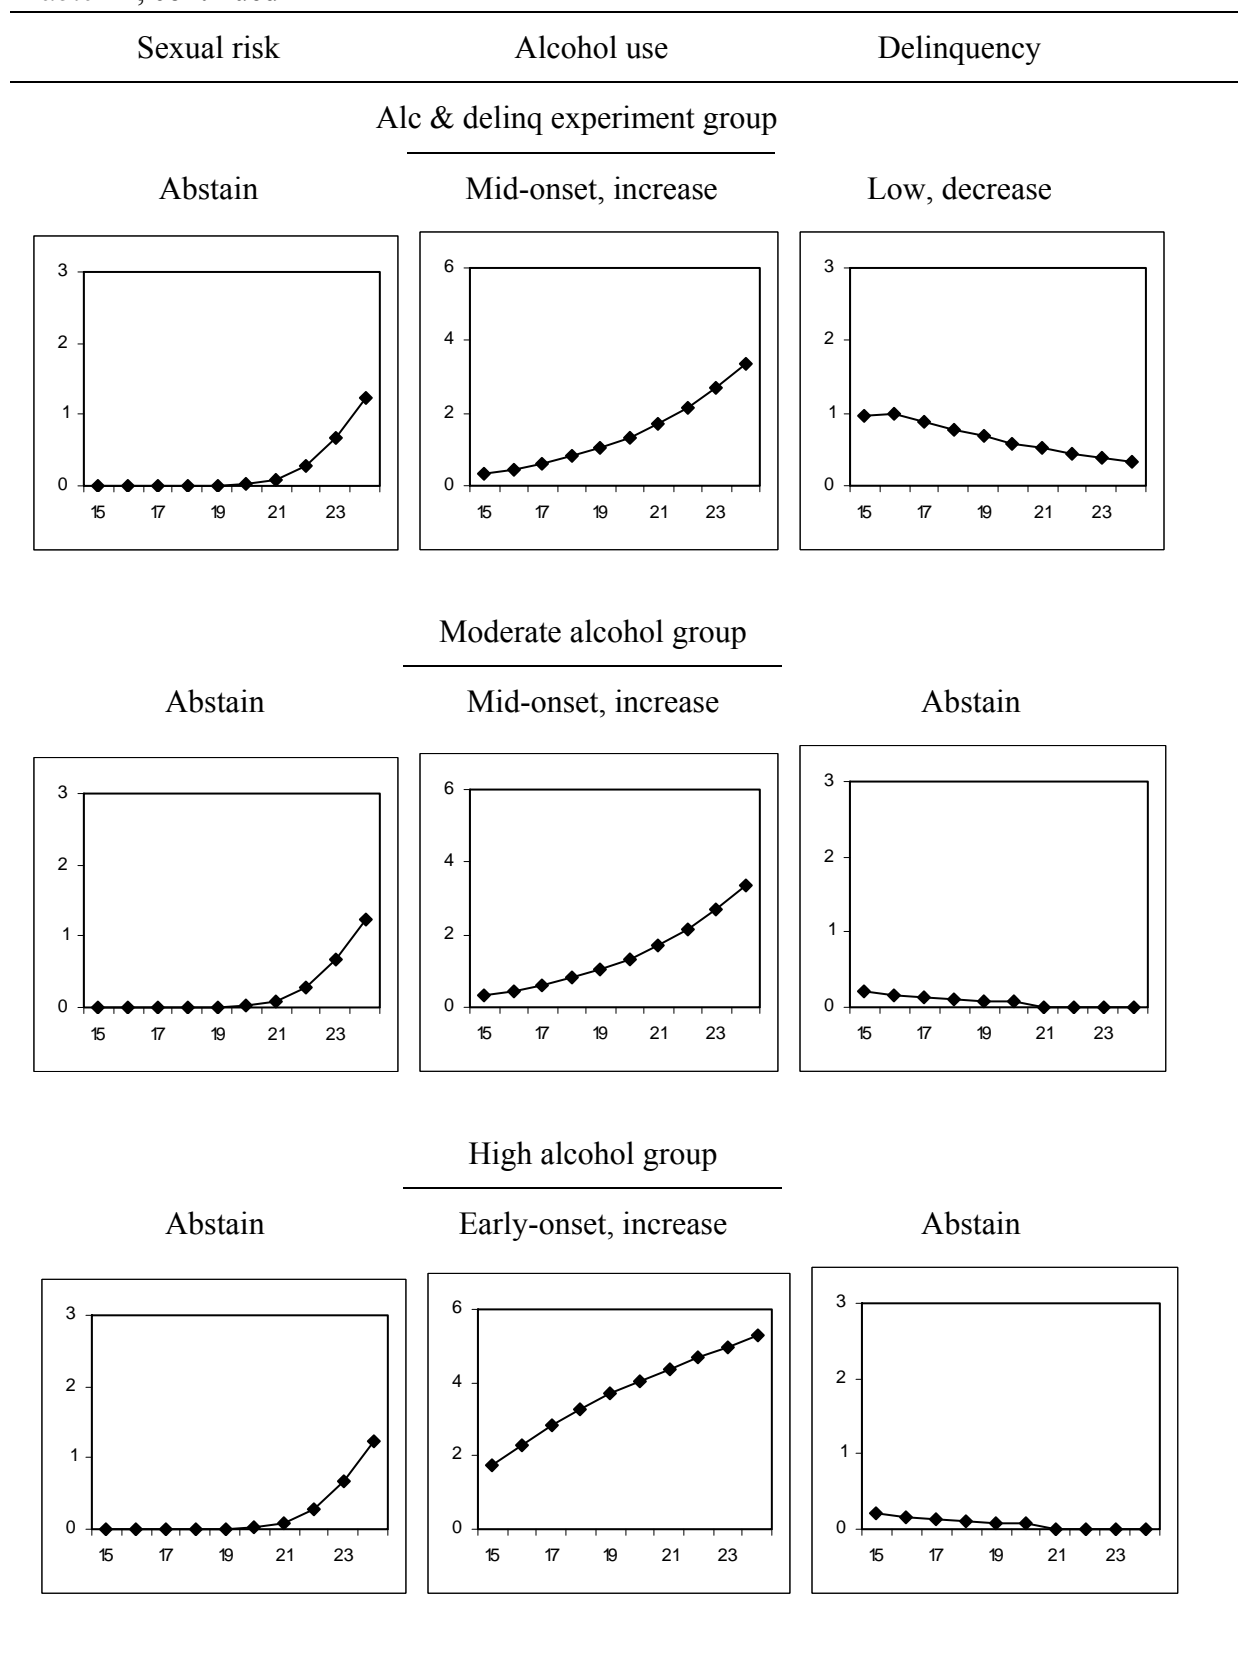 Sexual risk Alcohol use Delinquency
Alc & delinq experiment group
Abstain Mid-onset, increase Low, decrease
3 6 3
2 4 2
1 2 1
0 0 0
15 17 19 21 23 15 17 19 21 23 15 17 19 21 23
Moderate alcohol group
Abstain Mid-onset, increase Abstain
3 6 3
2 4 2
1 2 1
0 0 0
15 17 19 21 23 15 17 19 21 23 15 17 19 21 23
High alcohol group
Abstain Early-onset, increase Abstain
3 6 3
2 4 2
1 2 1
0 0 0
15 17 19 21 23 15 17 19 21 23 15 17 19 21 23